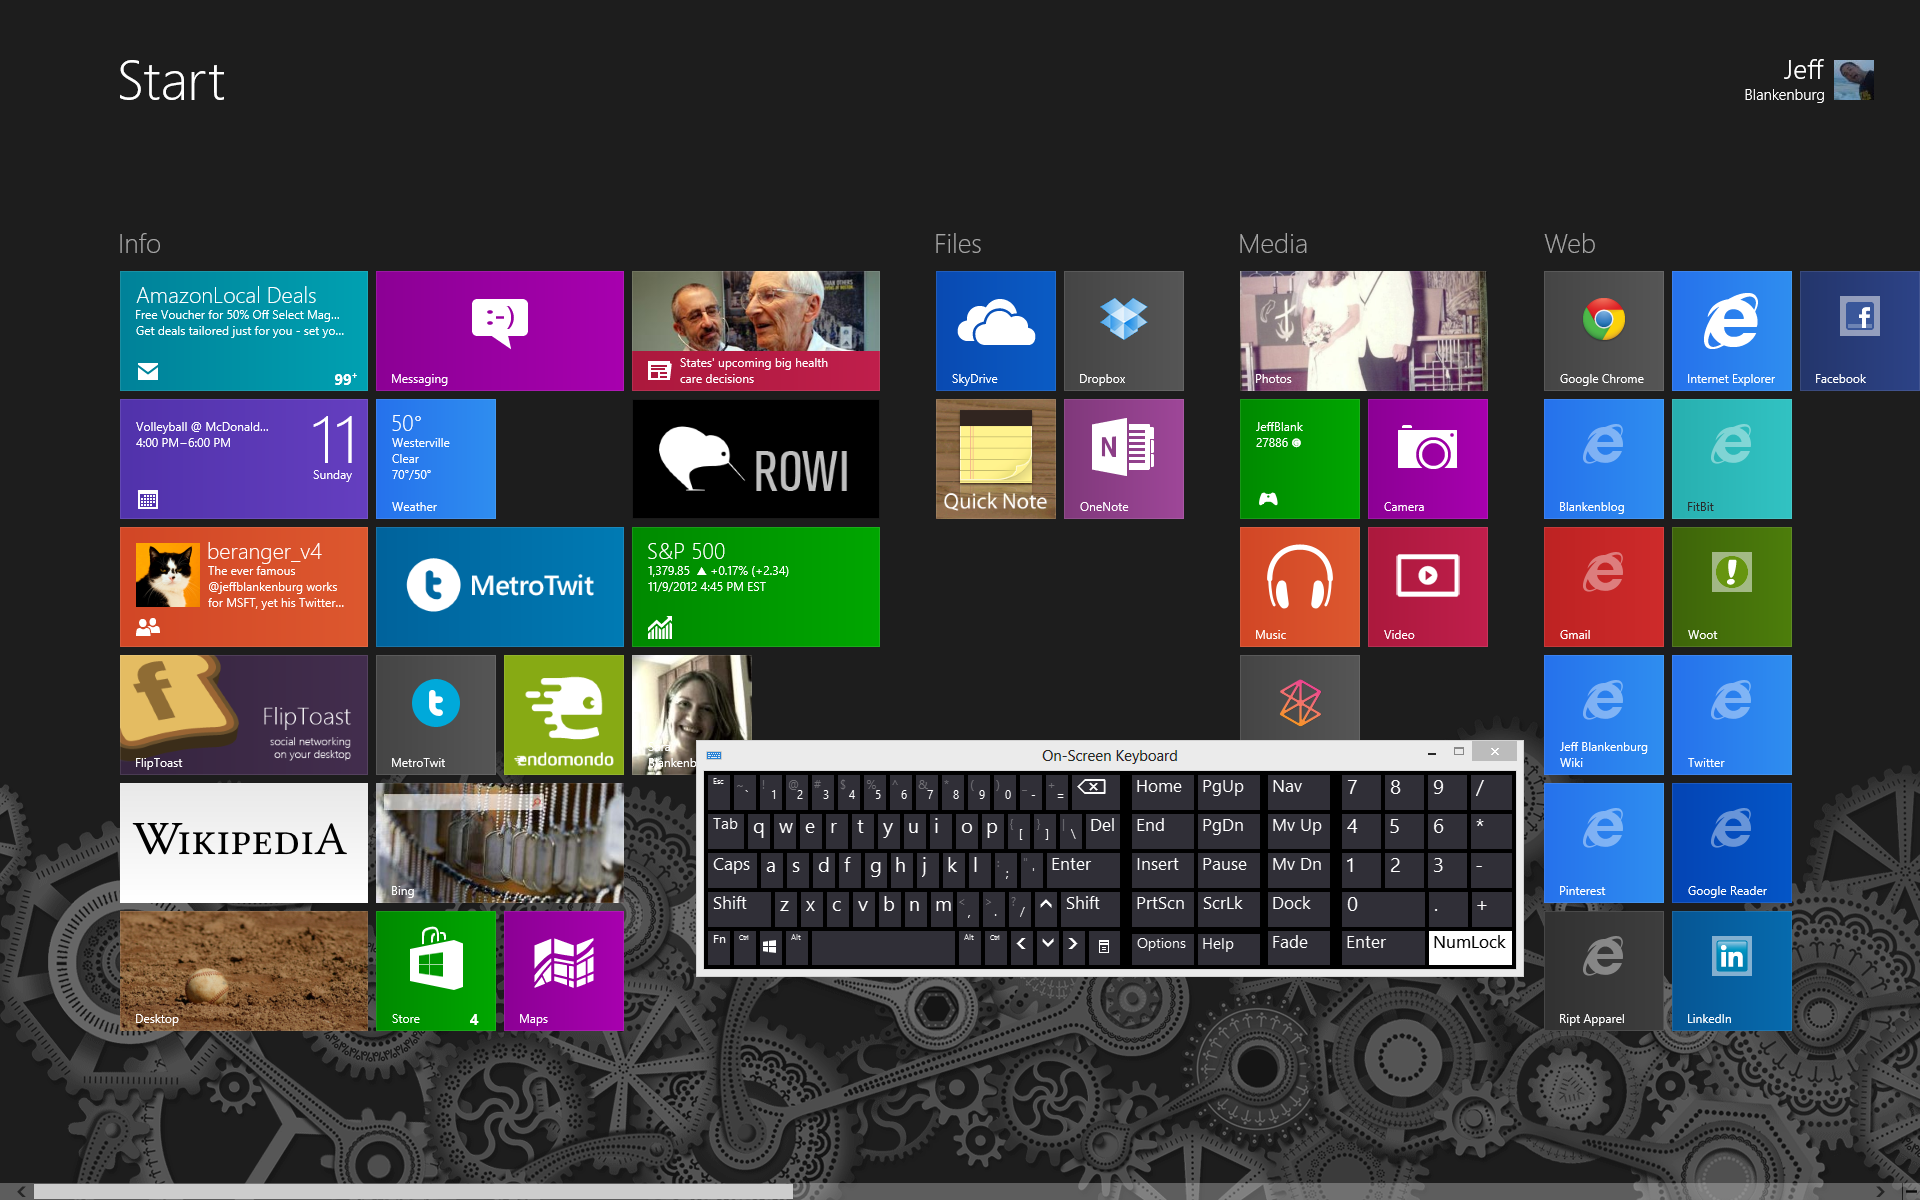 Start
Jeff
Blankenburg
Info
AmazonLocal Deals
Free Voucher for 50% Off Select Mag...
Get deals tailored just for you - set yo...
99+
:-)
Messaging
States' upcoming big health
care decisions
Volleyball @ McDonald...
4:00 PM–6:00 PM
11
Sunday
50°
Westerville
Clear
70°/50°
Weather
ROWI
beranger_v4
The ever famous
@jeffblankenburg works
for MSFT, yet his Twitter...
MetroTwit
S&P 500
1,379.85 ▲ +0.17% (+2.34)
11/9/2012 4:45 PM EST
FlipToast
social networking
on your desktop
FlipToast
MetroTwit
endomondo
Blankenb
WIKIPEDIA
Bing
Desktop
Store
4
Maps
Files
SkyDrive
Dropbox
Quick Note
N
OneNote
Media
Photos
JeffBlank
27886 G
Camera
Music
Video
Web
Google Chrome
Internet Explorer
f
Facebook
Blankenblog
FitBit
Gmail
!
Woot
Jeff Blankenburg
Wiki
Twitter
Pinterest
Google Reader
Ript Apparel
in
LinkedIn
On-Screen Keyboard
Esc ~ ` ! 1 @ 2 # 3 $ 4 % 5 ^ 6 & 7 * 8 ( 9 ) 0 _ - + = Home PgUp Nav 7 8 9 /
Tab q w e r t y u i o p { [ } ] | \ Del End PgDn Mv Up 4 5 6 *
Caps a s d f g h j k l : ; " ' Enter Insert Pause Mv Dn 1 2 3 -
Shift z x c v b n m < , > . ? / Shift PrtScn ScrLk Dock 0 . +
Fn Ctrl Alt Alt Ctrl Options Help Fade Enter NumLock